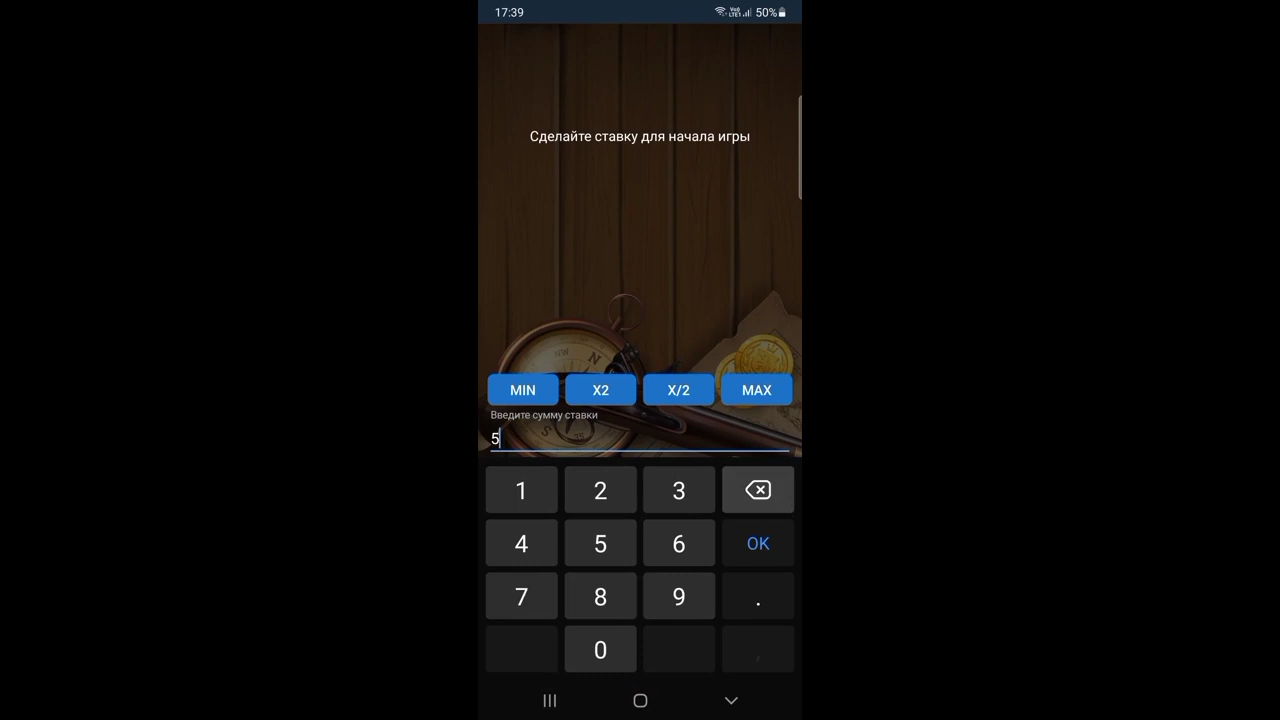 17:39
50%
Сделайте ставку для начала игры
MIN X2 X/2 MAX
Введите сумму ставки
5
1 2 3
4 5 6 OK
7 8 9 .
0 ,